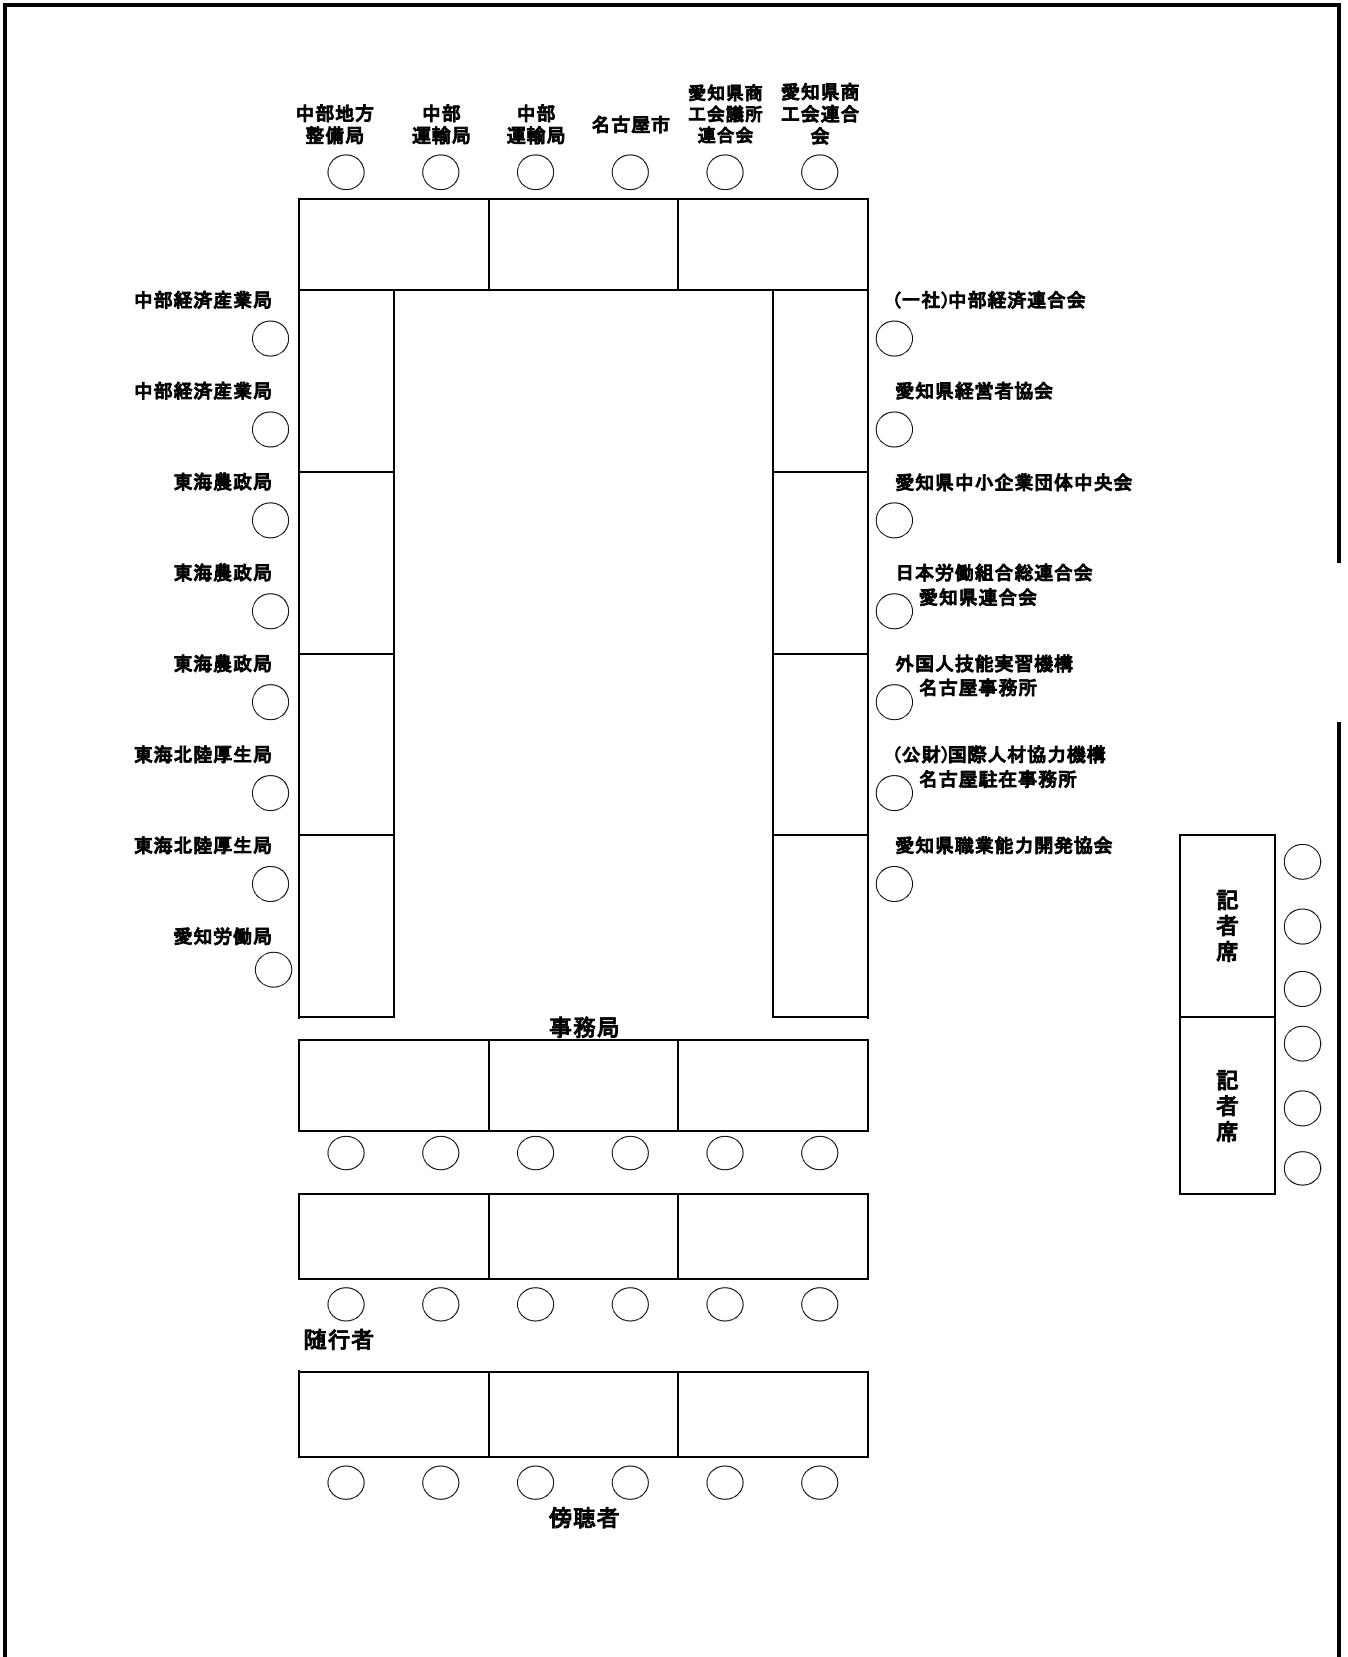 中部地方
整備局
中部
運輸局
中部
運輸局
名古屋市
愛知県商
工会議所
連合会
愛知県商
工会連合
会
中部経済産業局
(一社)中部経済連合会
中部経済産業局
愛知県経営者協会
東海農政局
愛知県中小企業団体中央会
東海農政局
日本労働組合総連合会
愛知県連合会
東海農政局
外国人技能実習機構
名古屋事務所
東海北陸厚生局
(公財)国際人材協力機構
名古屋駐在事務所
東海北陸厚生局
愛知県職業能力開発協会
愛知労働局
記者席
事務局
記者席
随行者
傍聴者